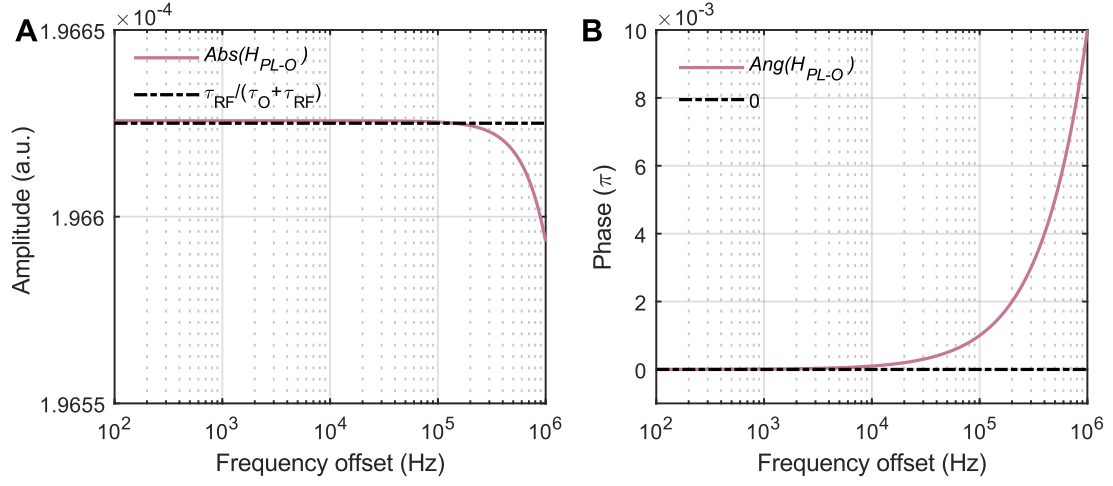 A
×10⁻⁴
1.9665
1.966
1.9655
Amplitude (a.u.)
Abs(H_PL-O)
τ_RF/(τ_O+τ_RF)
10² 10³ 10⁴ 10⁵ 10⁶
Frequency offset (Hz)
B
×10⁻³
10
8
6
4
2
0
Phase (π)
Ang(H_PL-O)
0
10² 10³ 10⁴ 10⁵ 10⁶
Frequency offset (Hz)